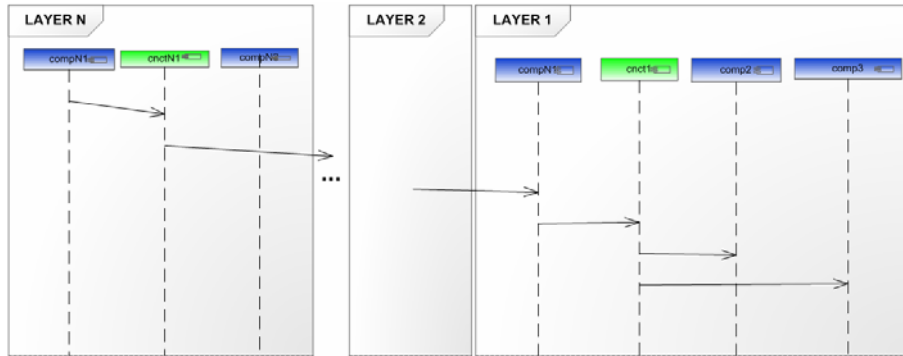 LAYER N
LAYER 2
LAYER 1
compN1
cnctN1
compN2
compN1
cnct1
comp2
comp3
...